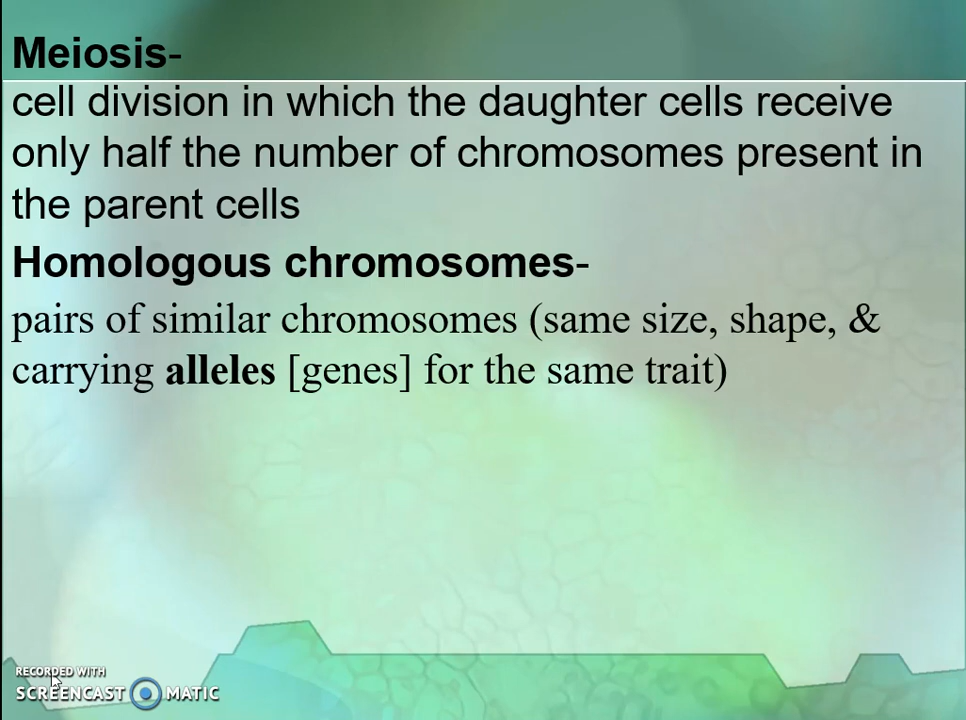 Meiosis-
cell division in which the daughter cells receive
only half the number of chromosomes present in
the parent cells
Homologous chromosomes-
pairs of similar chromosomes (same size, shape, &
carrying alleles [genes] for the same trait)
RECORDED WITH
SCREENCAST MATIC